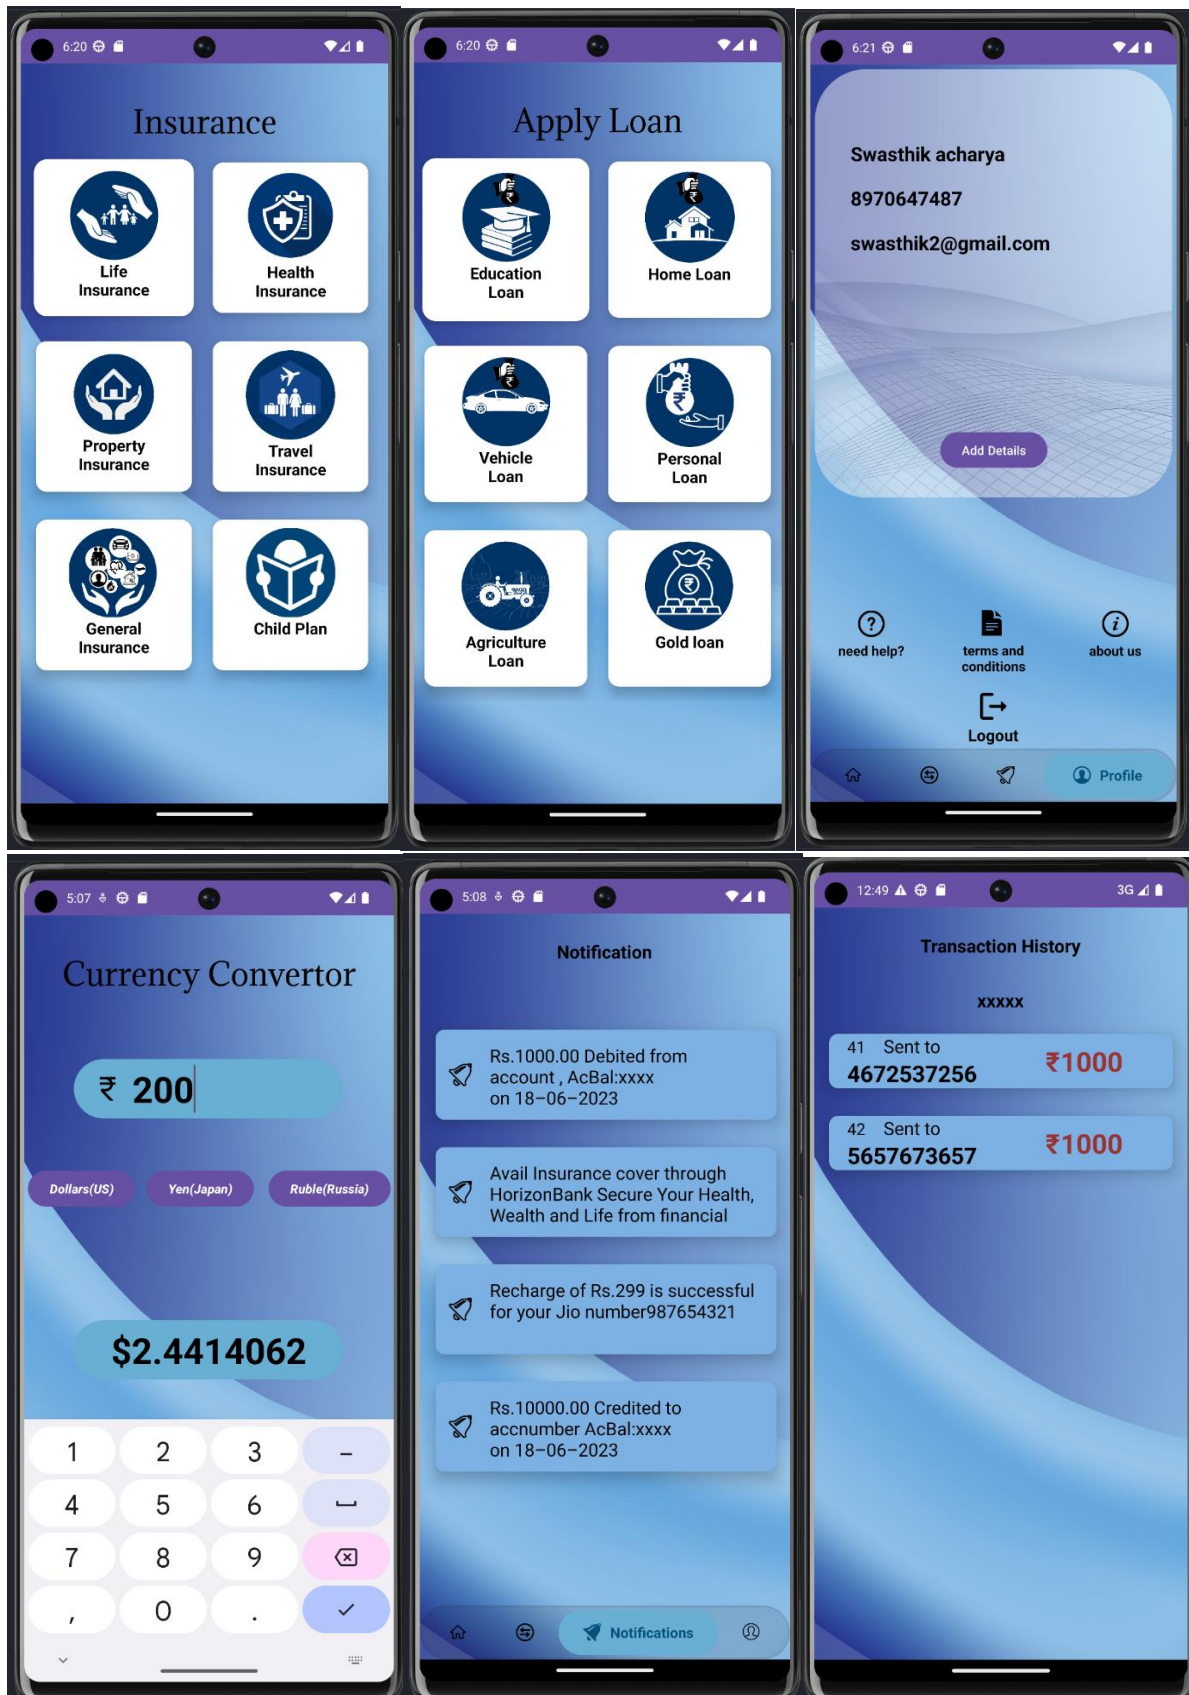 6:20
Insurance
Life
Insurance
Health
Insurance
Property
Insurance
Travel
Insurance
General
Insurance
Child Plan
6:20
Apply Loan
₹
Education
Loan
₹
Home Loan
₹
Vehicle
Loan
₹
Personal
Loan
Agriculture
Loan
₹
Gold loan
6:21
Swasthik acharya
8970647487
swasthik2@gmail.com
Add Details
need help?
terms and
conditions
about us
Logout
Profile
5:07
Currency Convertor
₹ 200
Dollars(US) Yen(Japan) Ruble(Russia)
$2.4414062
1 2 3 –
4 5 6
7 8 9
, 0 .
5:08
Notification
Rs.1000.00 Debited from
account , AcBal:xxxx
on 18-06-2023
Avail Insurance cover through
HorizonBank Secure Your Health,
Wealth and Life from financial
Recharge of Rs.299 is successful
for your Jio number987654321
Rs.10000.00 Credited to
accnumber AcBal:xxxx
on 18-06-2023
Notifications
12:49 3G
Transaction History
xxxxx
41 Sent to
4672537256
₹1000
42 Sent to
5657673657
₹1000